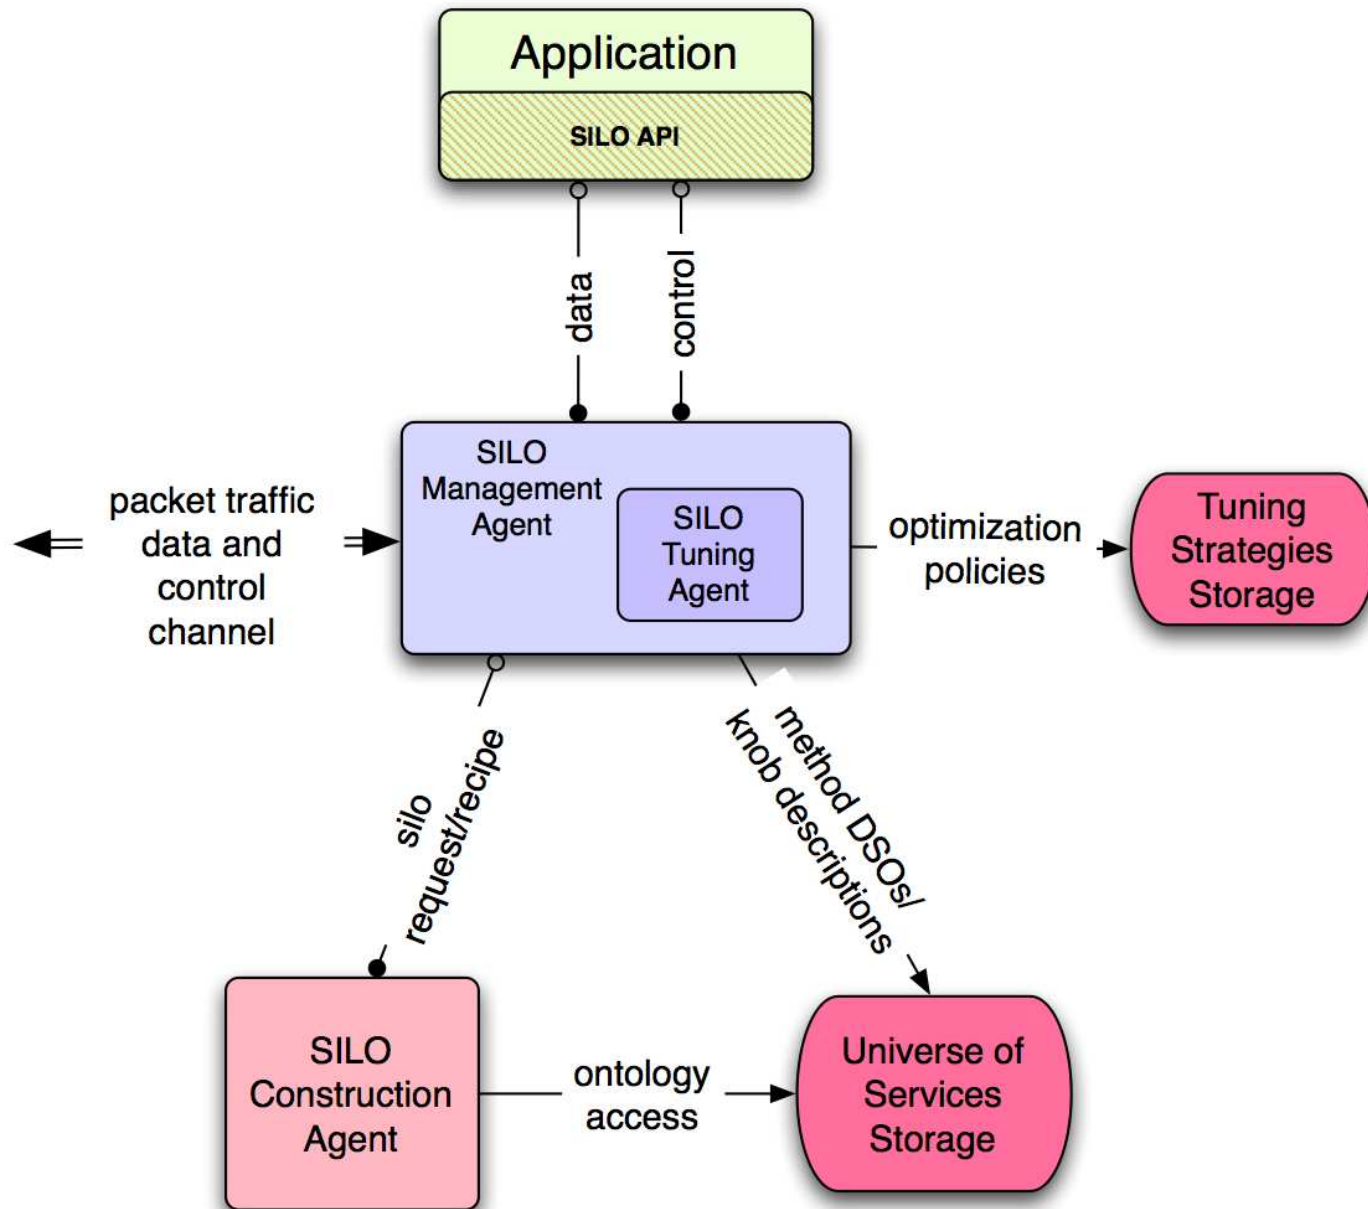 Application
SILO API
data
control
SILO
Management
Agent
SILO
Tuning
Agent
packet traffic
data and
control
channel
optimization
policies
Tuning
Strategies
Storage
silo
request/recipe
method DSOs/
knob descriptions
SILO
Construction
Agent
ontology
access
Universe of
Services
Storage